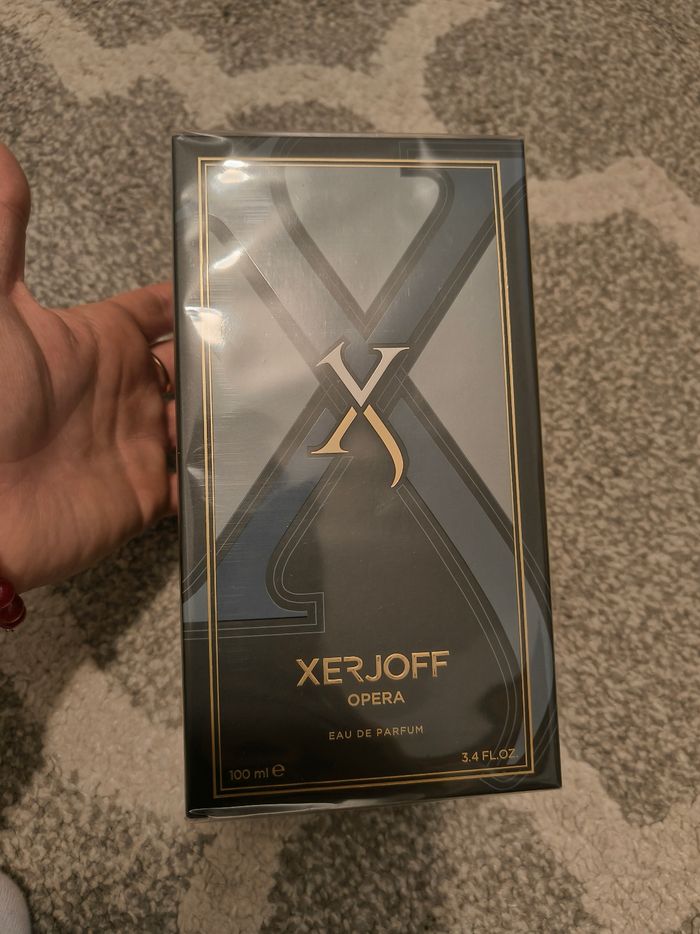 XERJOFF
OPERA
EAU DE PARFUM
100 ml ℮
3.4 FL.OZ.